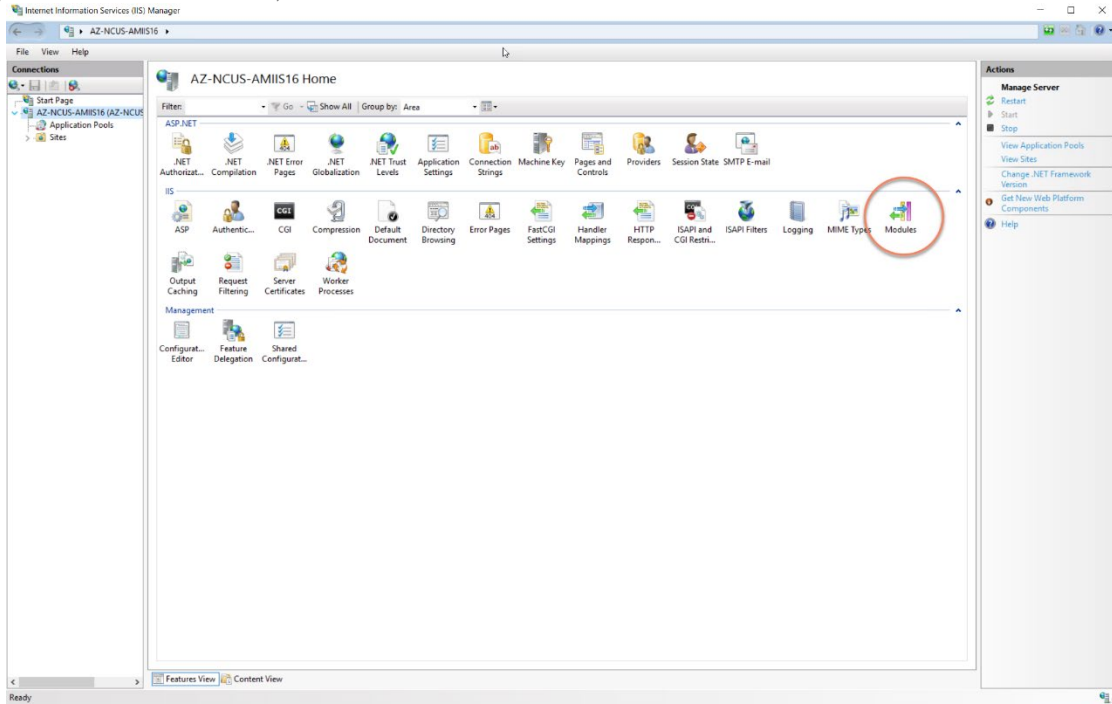 Internet Information Services (IIS) Manager
AZ-NCUS-AMIIS16
File View Help
Connections
Start Page
AZ-NCUS-AMIIS16 (AZ-NCUS
Application Pools
Sites
AZ-NCUS-AMIIS16 Home
Filter: Go Show All Group by: Area
ASP.NET
.NET Authorizat... .NET Compilation .NET Error Pages .NET Globalization .NET Trust Levels Application Settings Connection Strings Machine Key Pages and Controls Providers Session State SMTP E-mail
IIS
ASP Authentic... CGI Compression Default Document Directory Browsing Error Pages FastCGI Settings Handler Mappings HTTP Respon... ISAPI and CGI Restri... ISAPI Filters Logging MIME Types Modules
Output Caching Request Filtering Server Certificates Worker Processes
Management
Configurat... Editor Feature Delegation Shared Configurat...
Features View Content View
Ready
Actions
Manage Server
Restart
Start
Stop
View Application Pools
View Sites
Change .NET Framework
Version
Get New Web Platform
Components
Help